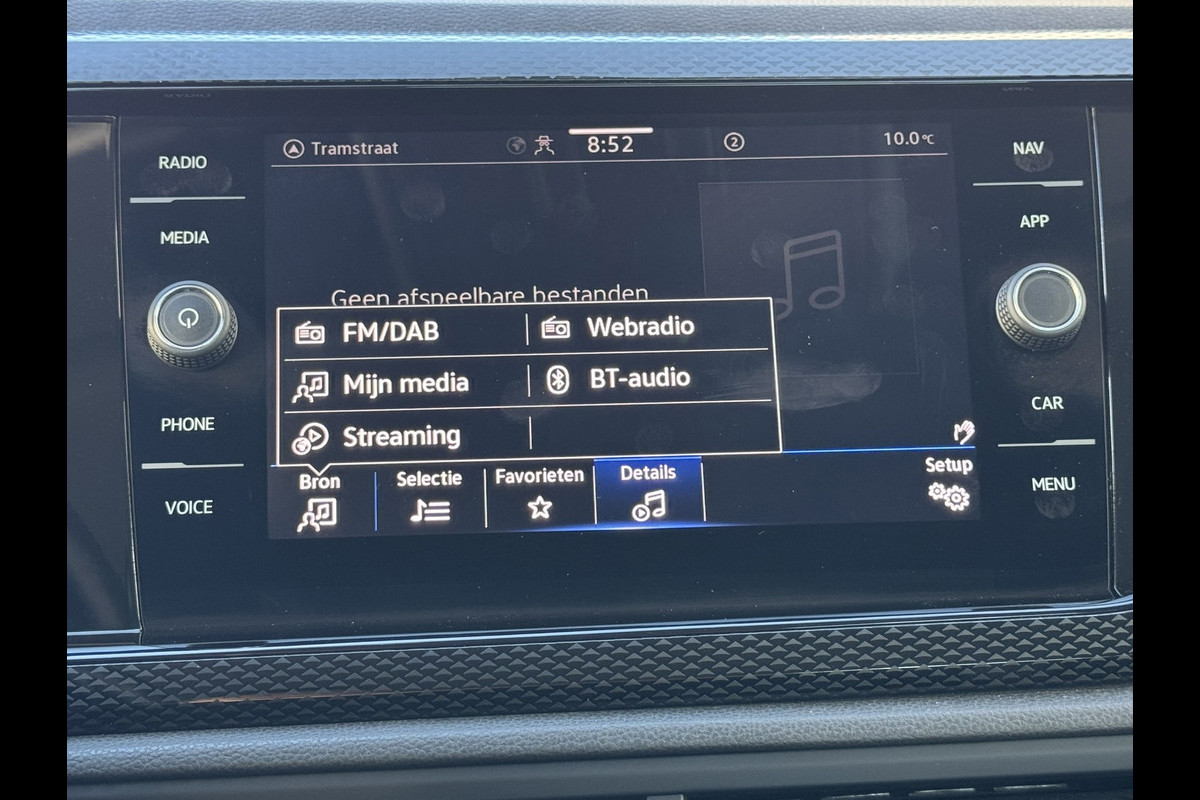 RADIO
MEDIA
PHONE
VOICE
Tramstraat
8:52
2
10.0°C
Geen afspeelbare bestanden
FM/DAB
Webradio
Mijn media
BT-audio
Streaming
Bron
Selectie
Favorieten
Details
Setup
NAV
APP
CAR
MENU